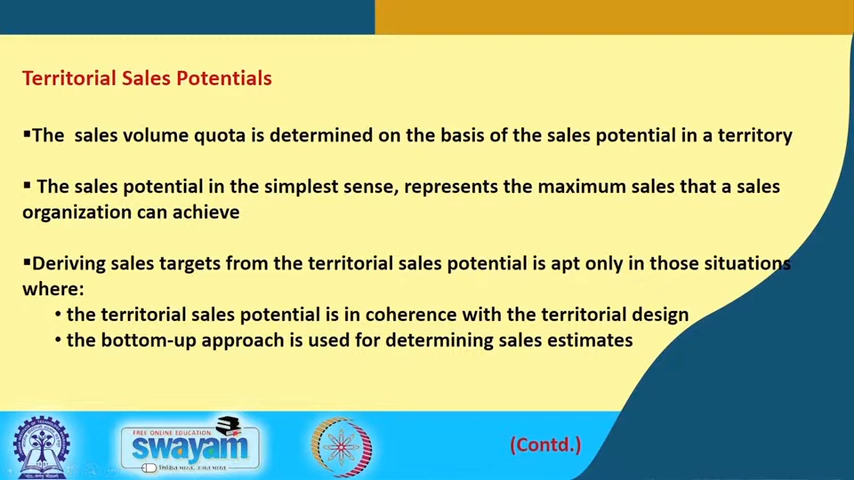 Territorial Sales Potentials
▪The sales volume quota is determined on the basis of the sales potential in a territory
▪ The sales potential in the simplest sense, represents the maximum sales that a sales
organization can achieve
▪Deriving sales targets from the territorial sales potential is apt only in those situations
where:
• the territorial sales potential is in coherence with the territorial design
• the bottom-up approach is used for determining sales estimates
FREE ONLINE EDUCATION
swayam
(Contd.)